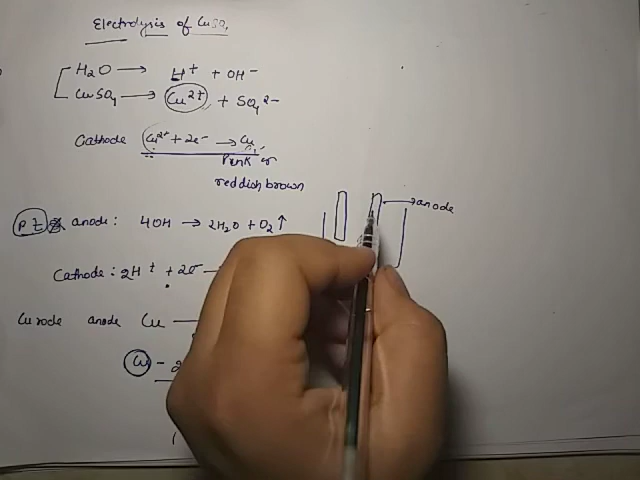 Electrolysis of CuSO4
H2O → H+ + OH−
CuSO4 → Cu2+ + SO4 2−
Cathode Cu2+ + 2e− → Cu
Pink or
reddish brown
Pt anode: 4OH → 2H2O + O2 ↑
anode
Cathode: 2H+ + 2e− →
anode Cu —
Cu − 2